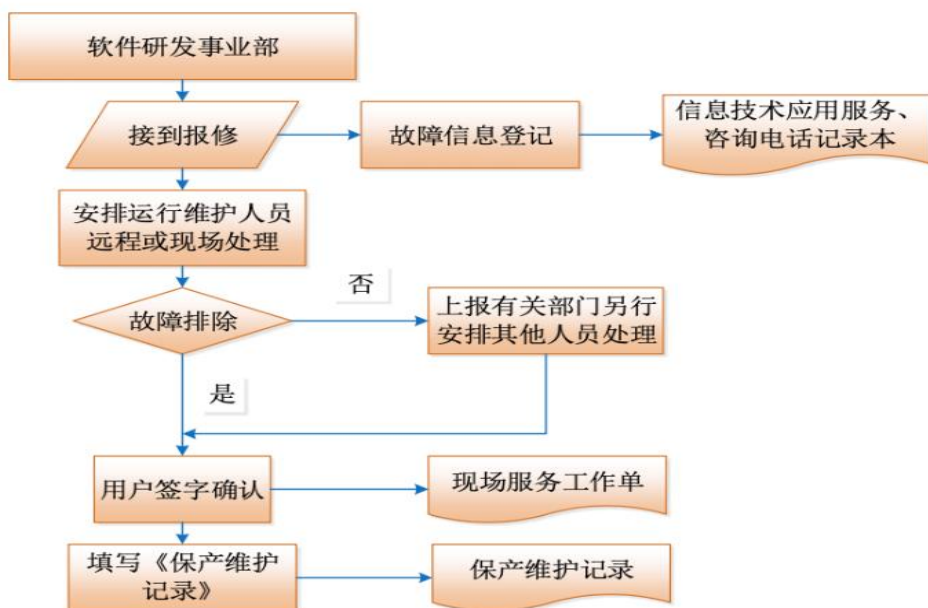 软件研发事业部
接到报修
故障信息登记
信息技术应用服务、
咨询电话记录本
安排运行维护人员
远程或现场处理
否
故障排除
上报有关部门另行
安排其他人员处理
是
用户签字确认
现场服务工作单
填写《保产维护
记录》
保产维护记录